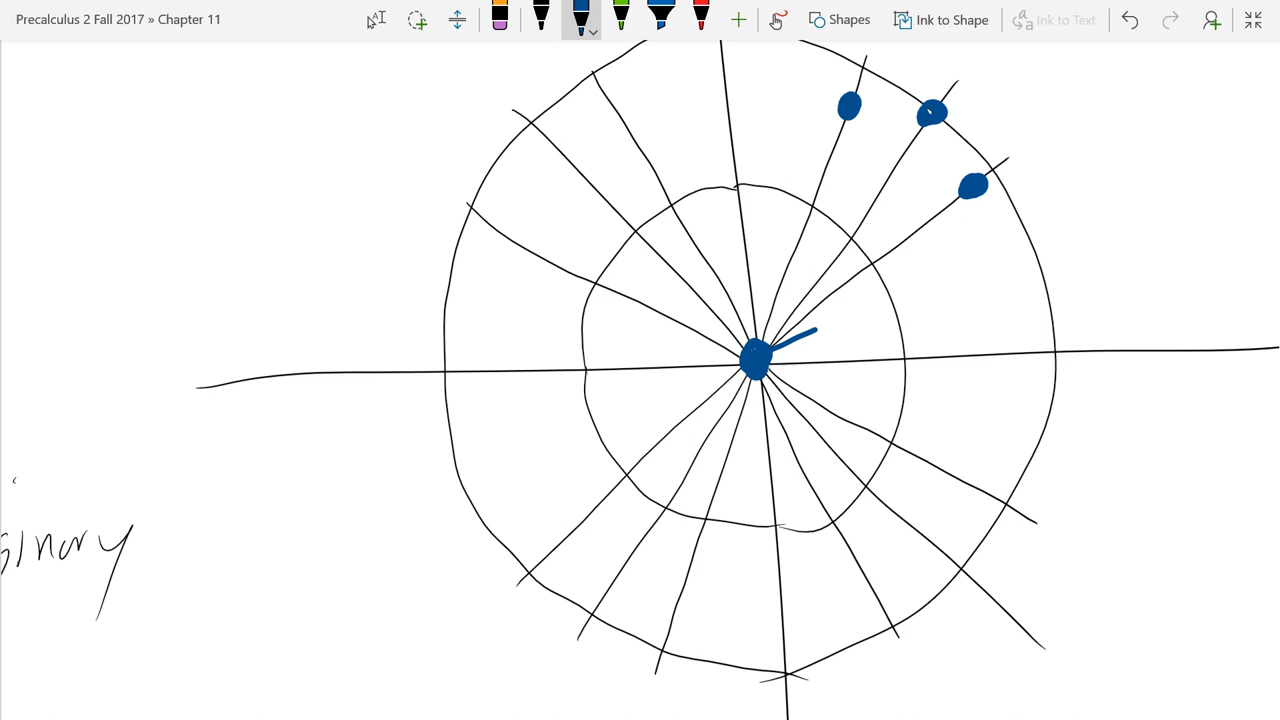 Precalculus 2 Fall 2017 » Chapter 11
Shapes
Ink to Shape
Ink to Text